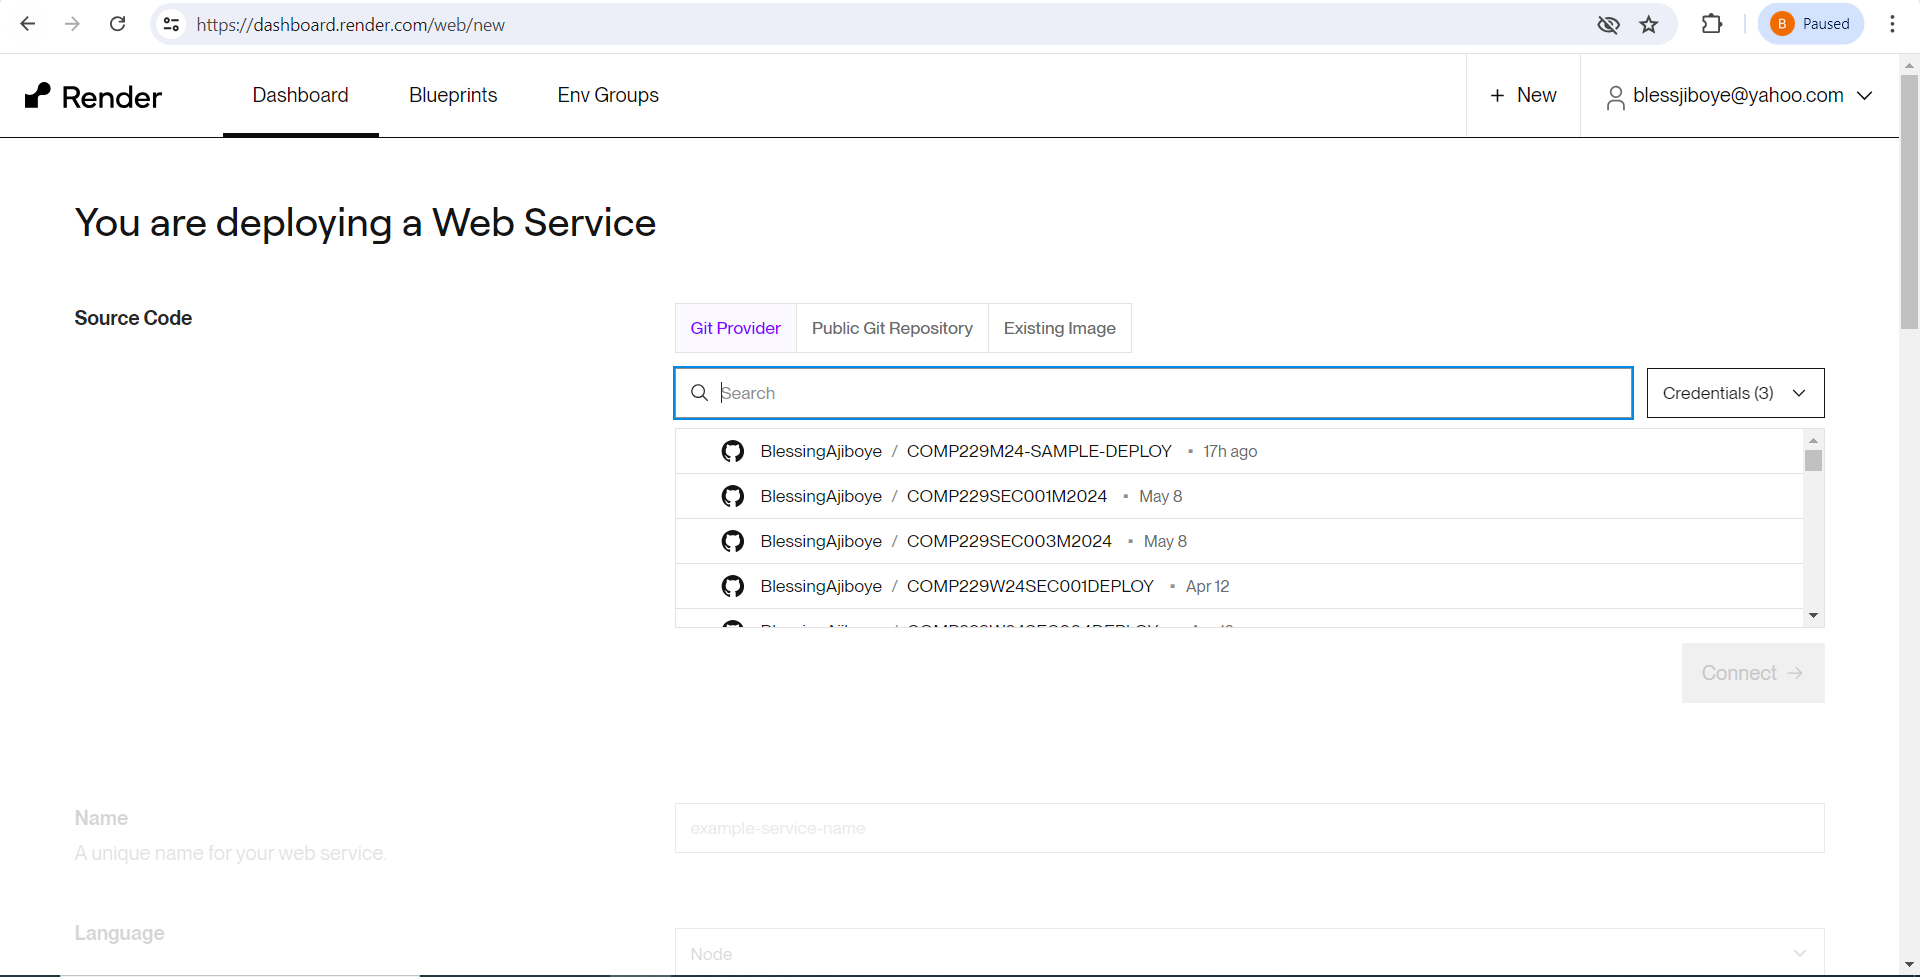 https://dashboard.render.com/web/new
B Paused
Render Dashboard Blueprints Env Groups + New blessjiboye@yahoo.com
You are deploying a Web Service
Source Code
Git Provider Public Git Repository Existing Image
Search
Credentials (3)
BlessingAjiboye / COMP229M24-SAMPLE-DEPLOY 17h ago
BlessingAjiboye / COMP229SEC001M2024 May 8
BlessingAjiboye / COMP229SEC003M2024 May 8
BlessingAjiboye / COMP229W24SEC001DEPLOY Apr 12
Connect →
Name
example-service-name
A unique name for your web service.
Language
Node